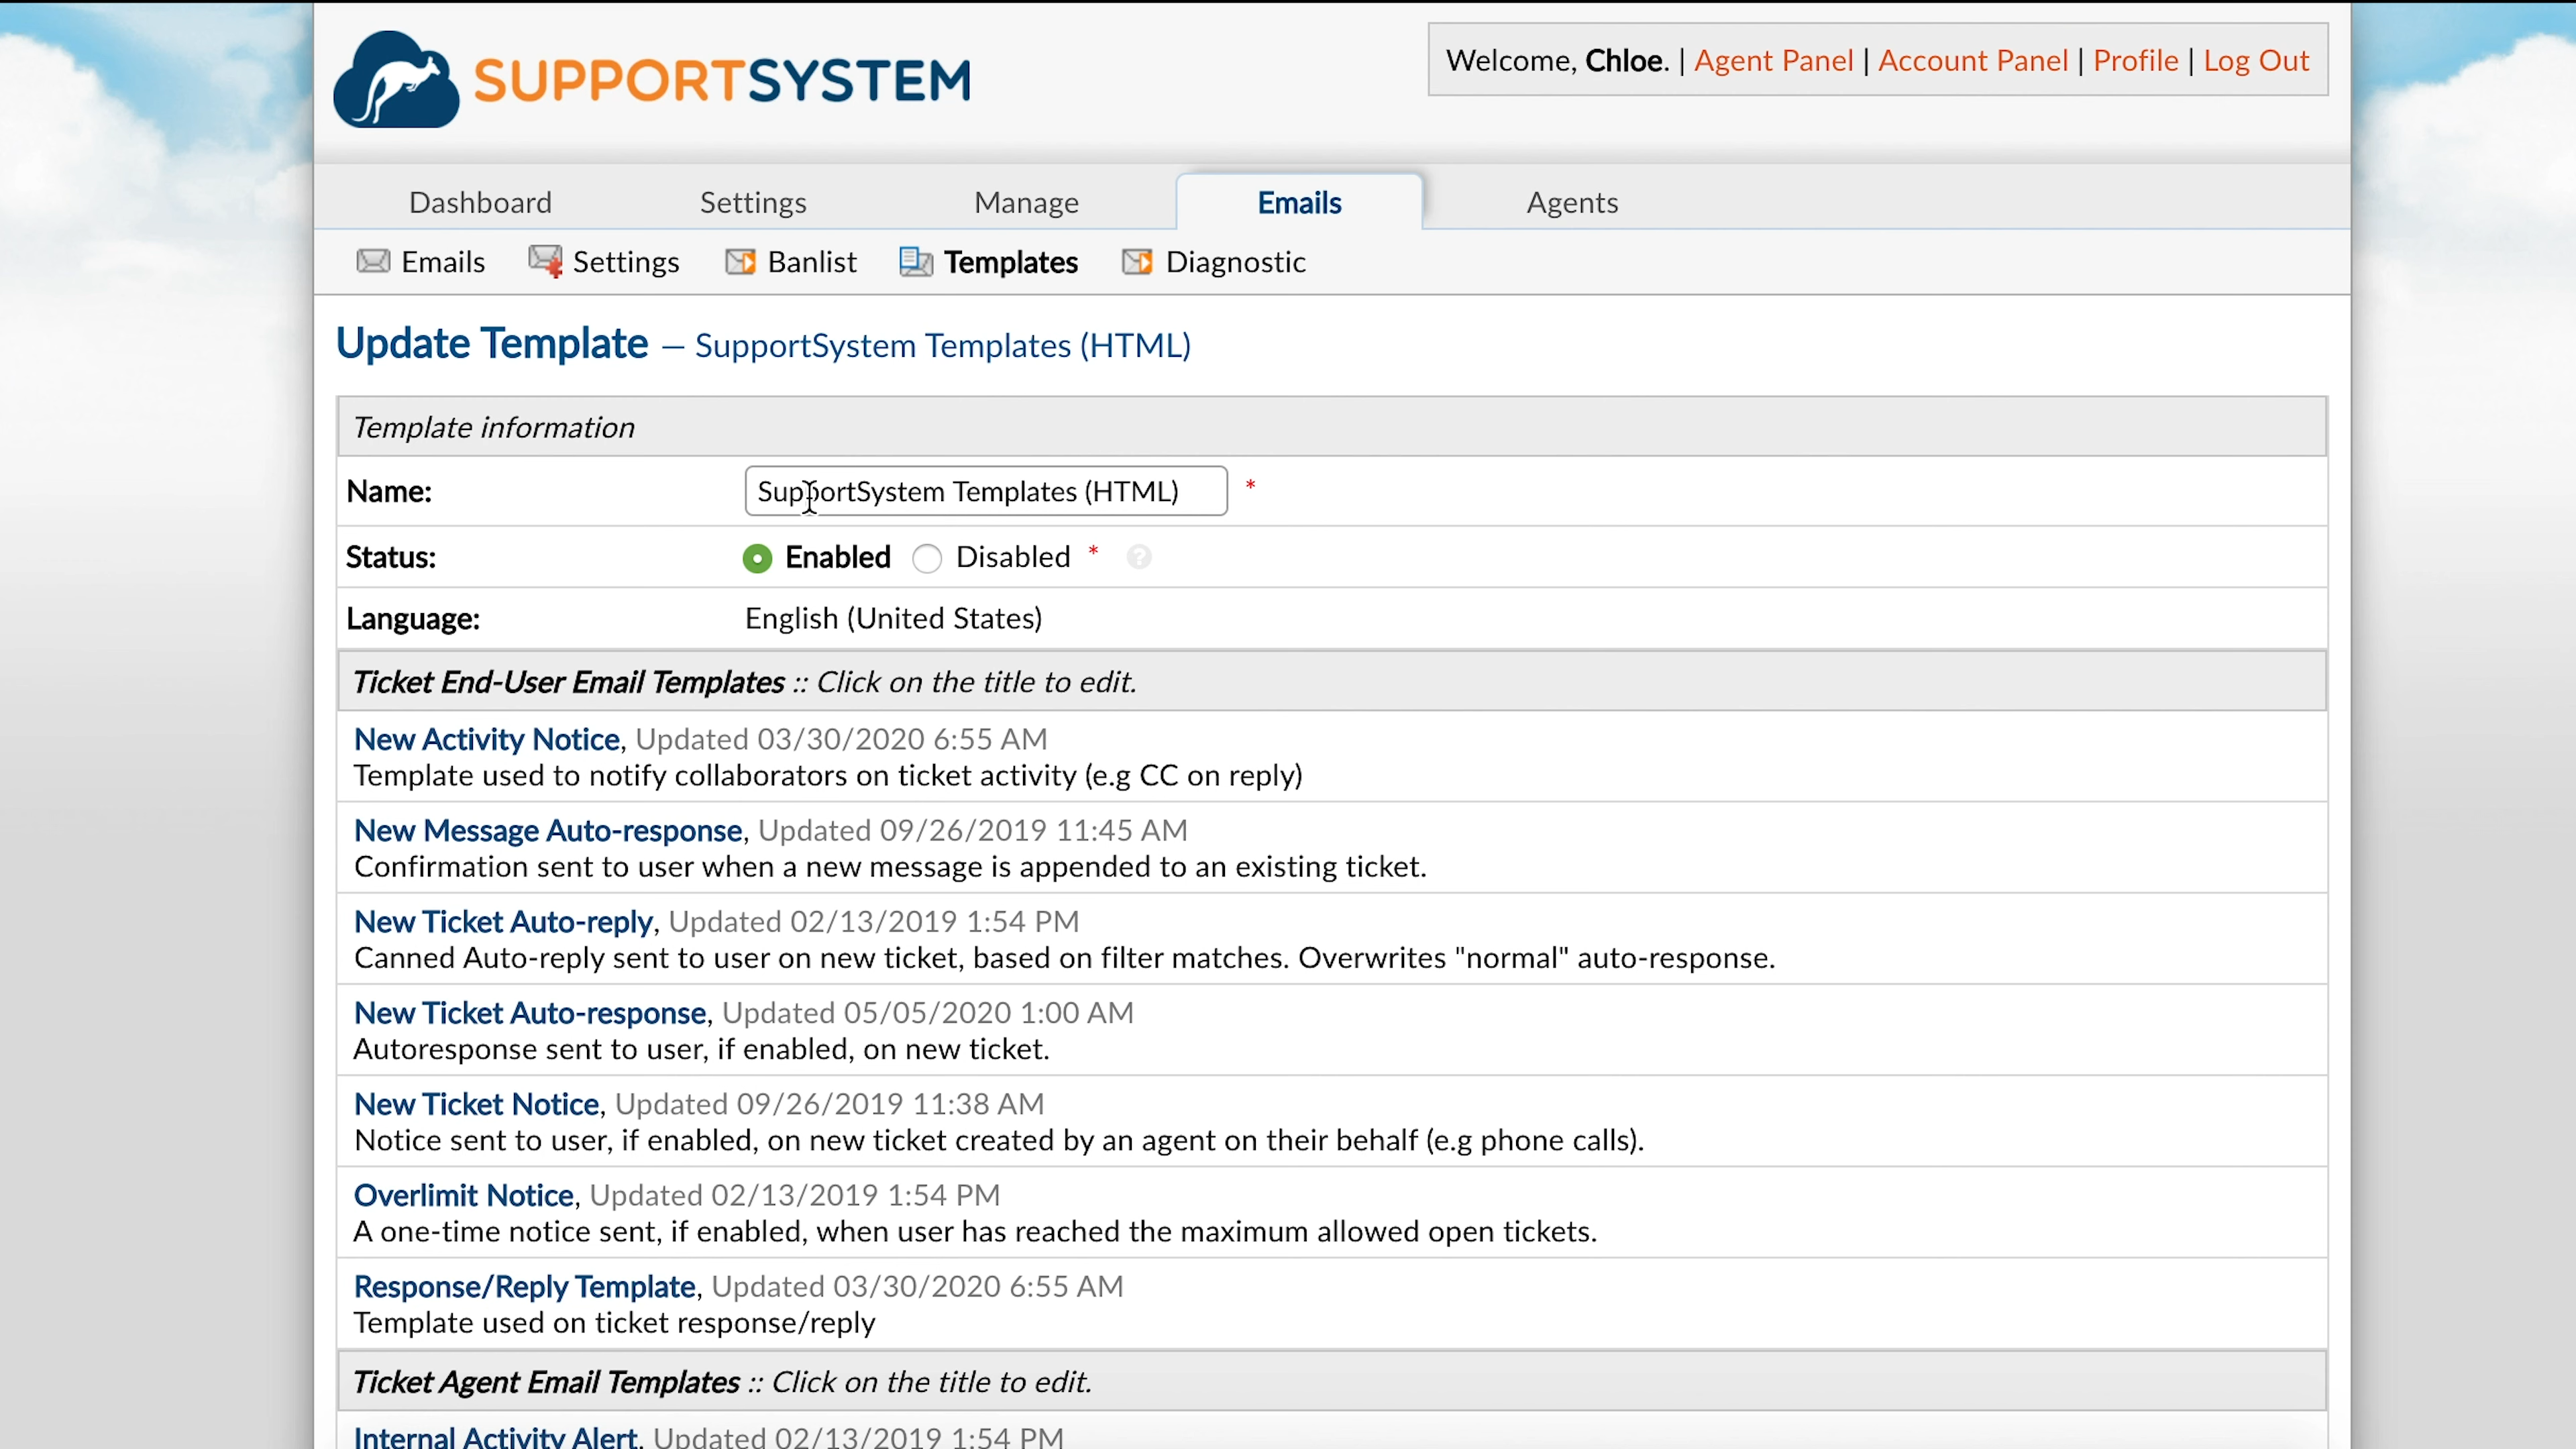 SUPPORTSYSTEM
Welcome, Chloe. | Agent Panel | Account Panel | Profile | Log Out
Dashboard Settings Manage Emails Agents
Emails Settings Banlist Templates Diagnostic
Update Template — SupportSystem Templates (HTML)
Template information
Name: SupportSystem Templates (HTML) *
Status: Enabled Disabled * ?
Language: English (United States)
Ticket End-User Email Templates :: Click on the title to edit.
New Activity Notice, Updated 03/30/2020 6:55 AM
Template used to notify collaborators on ticket activity (e.g CC on reply)
New Message Auto-response, Updated 09/26/2019 11:45 AM
Confirmation sent to user when a new message is appended to an existing ticket.
New Ticket Auto-reply, Updated 02/13/2019 1:54 PM
Canned Auto-reply sent to user on new ticket, based on filter matches. Overwrites "normal" auto-response.
New Ticket Auto-response, Updated 05/05/2020 1:00 AM
Autoresponse sent to user, if enabled, on new ticket.
New Ticket Notice, Updated 09/26/2019 11:38 AM
Notice sent to user, if enabled, on new ticket created by an agent on their behalf (e.g phone calls).
Overlimit Notice, Updated 02/13/2019 1:54 PM
A one-time notice sent, if enabled, when user has reached the maximum allowed open tickets.
Response/Reply Template, Updated 03/30/2020 6:55 AM
Template used on ticket response/reply
Ticket Agent Email Templates :: Click on the title to edit.
Internal Activity Alert, Updated 02/13/2019 1:54 PM